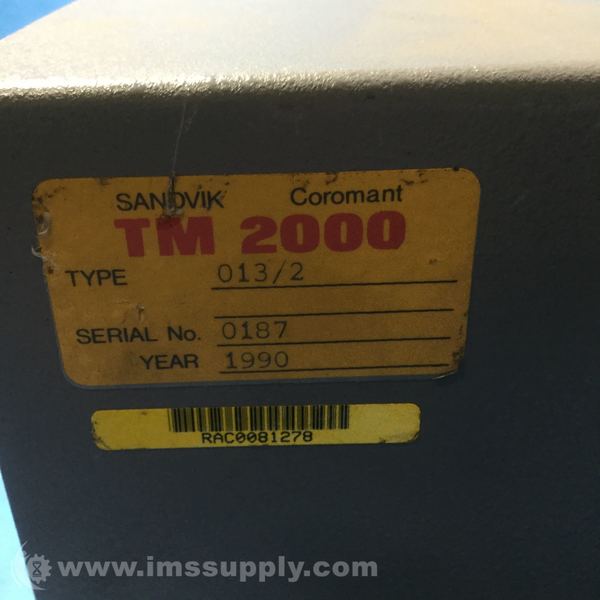 SANDVIK Coromant
TM 2000
TYPE 013/2
SERIAL No. 0187
YEAR 1990
RAC0081278
www.imssupply.com